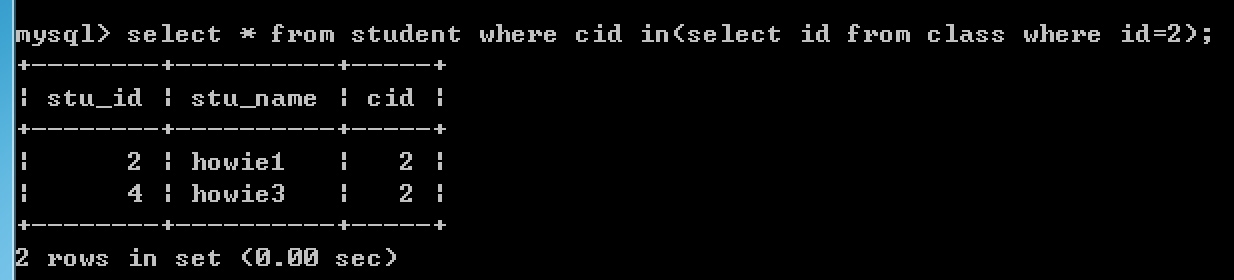 mysql> select * from student where cid in(select id from class where id=2);
+--------+----------+-----+
| stu_id | stu_name | cid |
+--------+----------+-----+
|      2 | howie1   |   2 |
|      4 | howie3   |   2 |
+--------+----------+-----+
2 rows in set (0.00 sec)